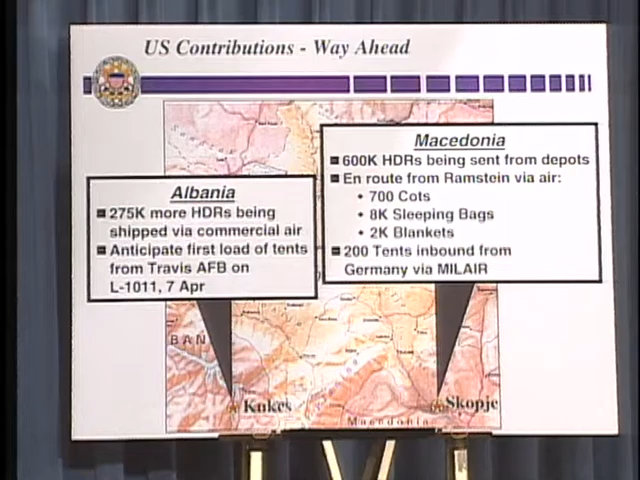 US Contributions - Way Ahead
Macedonia
600K HDRs being sent from depots
En route from Ramstein via air:
• 700 Cots
• 8K Sleeping Bags
• 2K Blankets
200 Tents inbound from
Germany via MILAIR
Albania
275K more HDRs being
shipped via commercial air
Anticipate first load of tents
from Travis AFB on
L-1011, 7 Apr
BAN
Kukes
Skopje
Macedonia